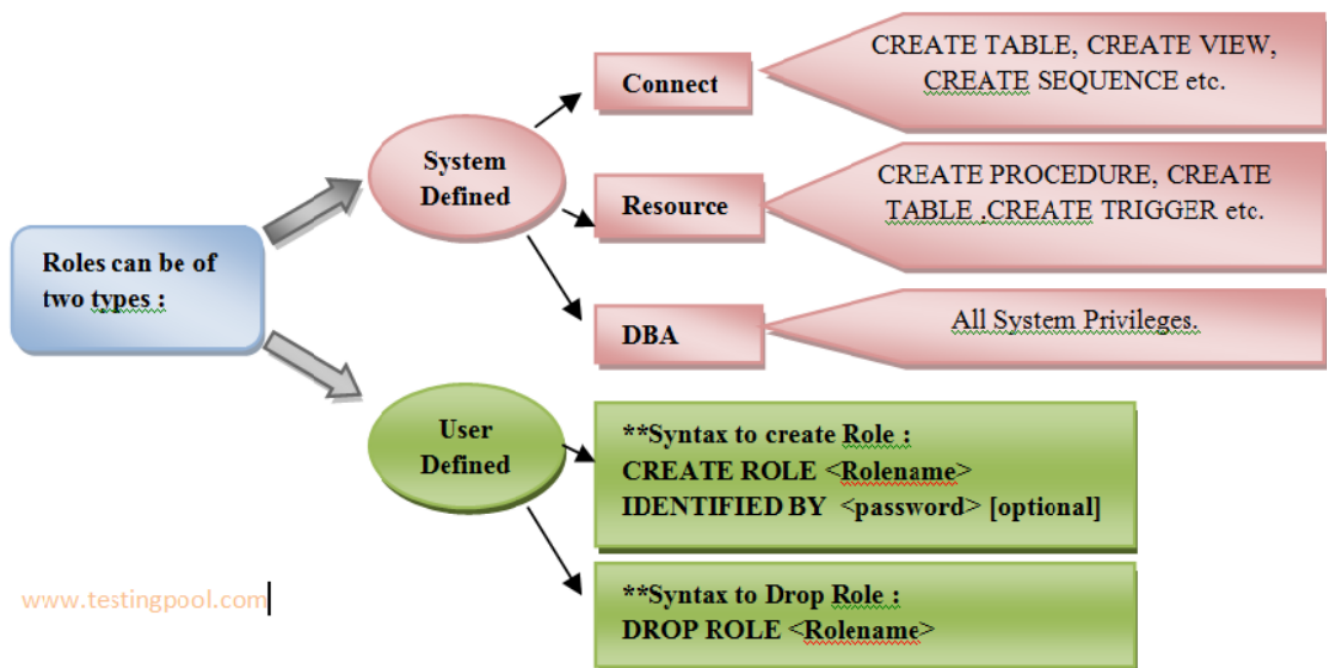 Roles can be of
two types :
System
Defined
Connect
CREATE TABLE, CREATE VIEW,
CREATE SEQUENCE etc.
Resource
CREATE PROCEDURE, CREATE
TABLE ,CREATE TRIGGER etc.
DBA
All System Privileges.
User
Defined
**Syntax to create Role :
CREATE ROLE <Rolename>
IDENTIFIED BY <password> [optional]
**Syntax to Drop Role :
DROP ROLE <Rolename>
www.testingpool.com